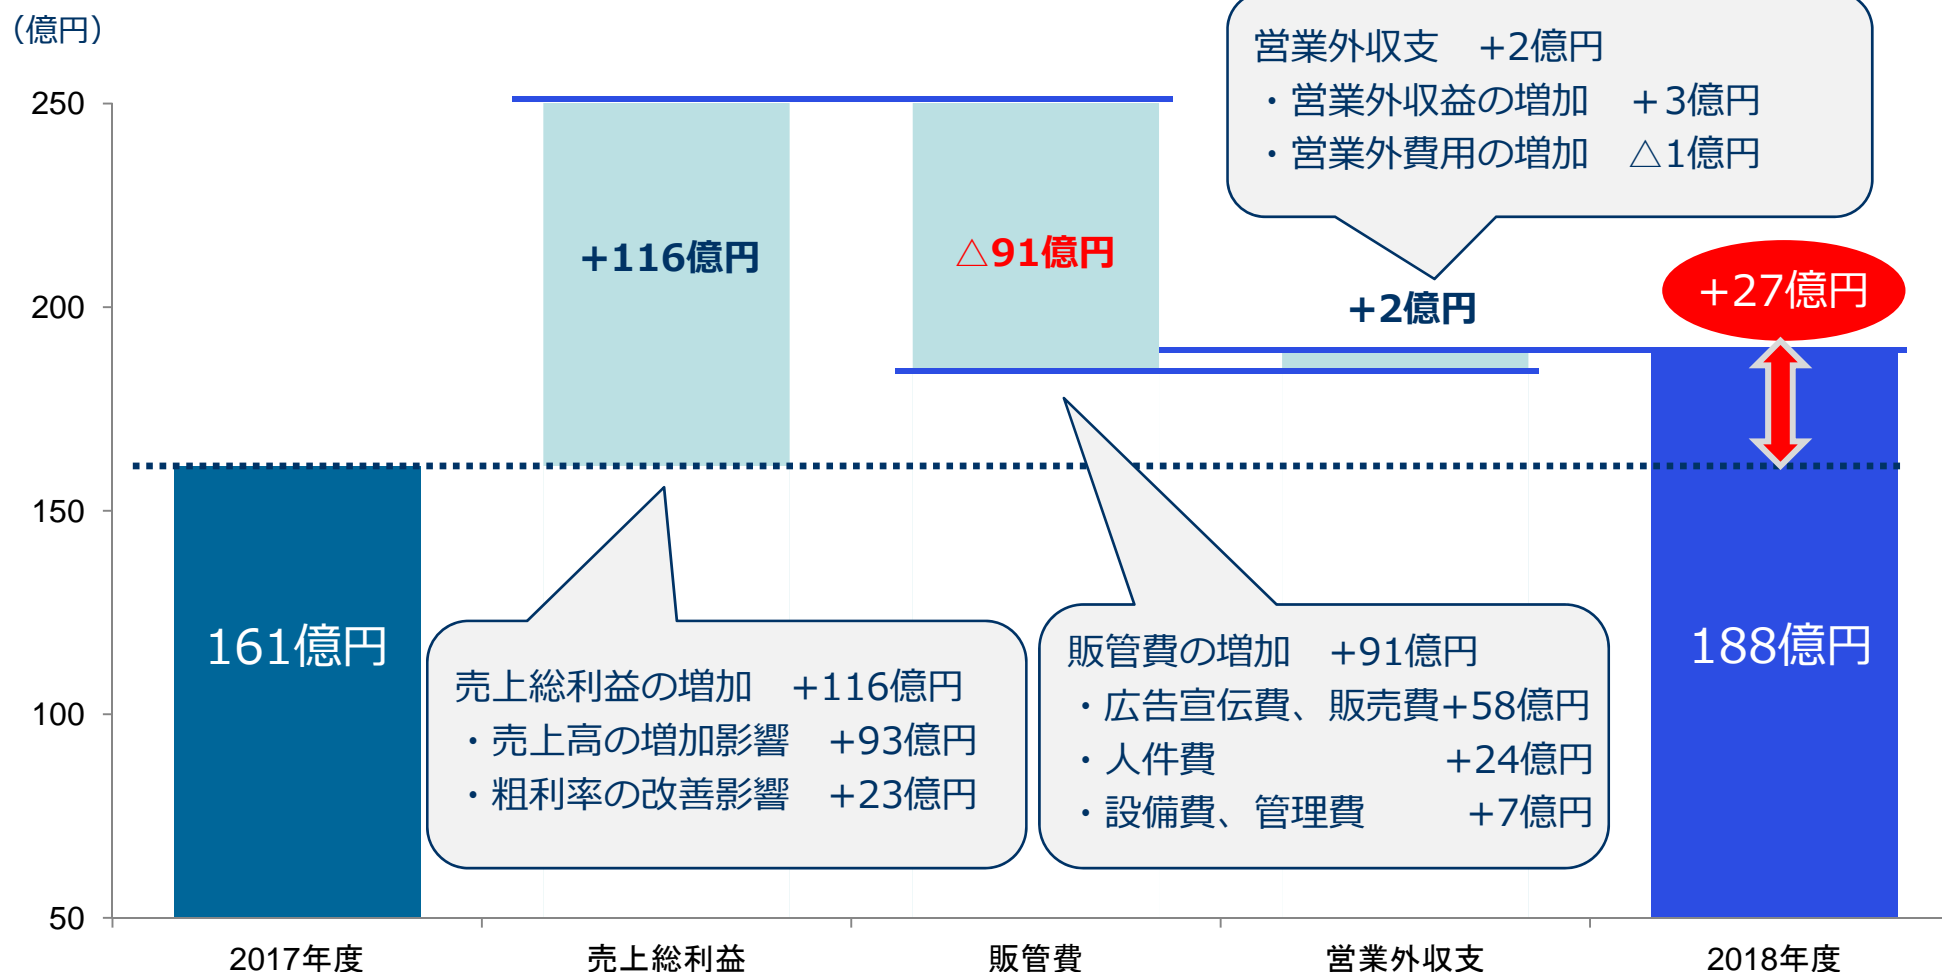 （億円）
250
200
150
100
50
営業外収支　+2億円
・営業外収益の増加　＋3億円
・営業外費用の増加　△1億円
+116億円
△91億円
+2億円
+27億円
161億円
188億円
売上総利益の増加　+116億円
・売上高の増加影響　+93億円
・粗利率の改善影響　+23億円
販管費の増加　+91億円
・広告宣伝費、販売費+58億円
・人件費　　　　　　+24億円
・設備費、管理費　　+7億円
2017年度
売上総利益
販管費
営業外収支
2018年度